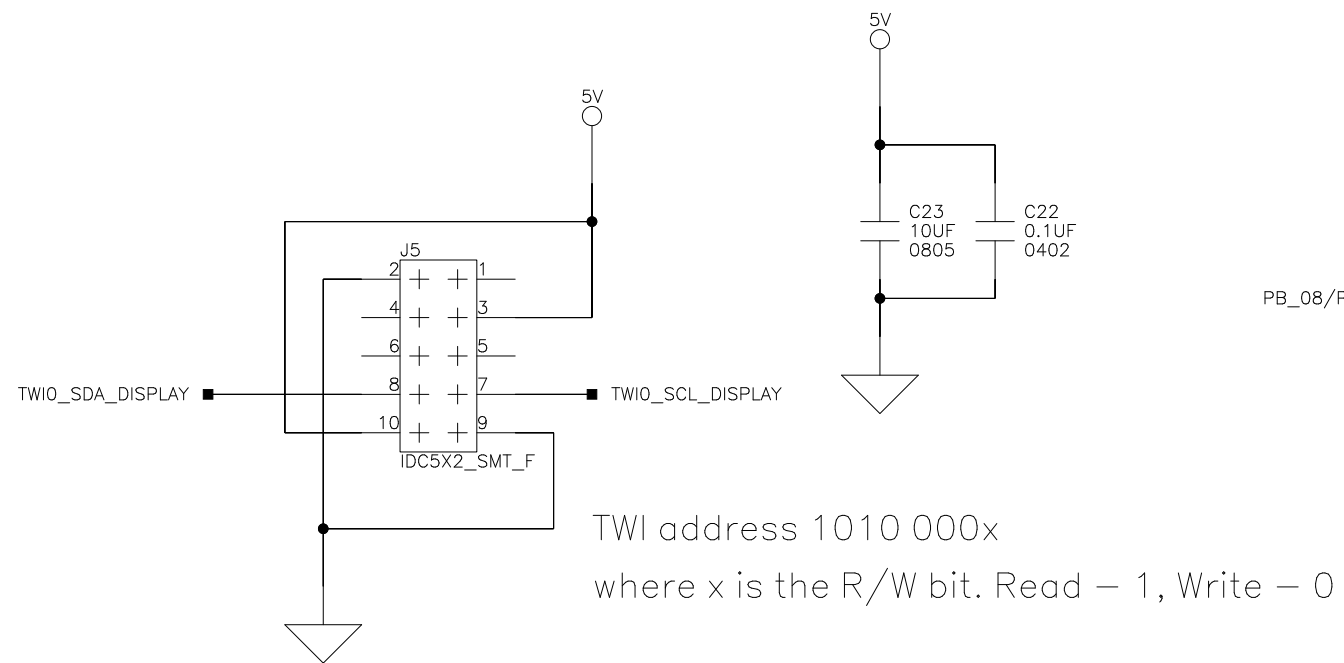 5V
5V
C23
10UF
0805
C22
0.1UF
0402
J5
2 1
4 3
6 5
8 7
10 9
IDC5X2_SMT_F
TWI0_SDA_DISPLAY
TWI0_SCL_DISPLAY
PB_08/
TWI address 1010 000x
where x is the R/W bit. Read – 1, Write – 0